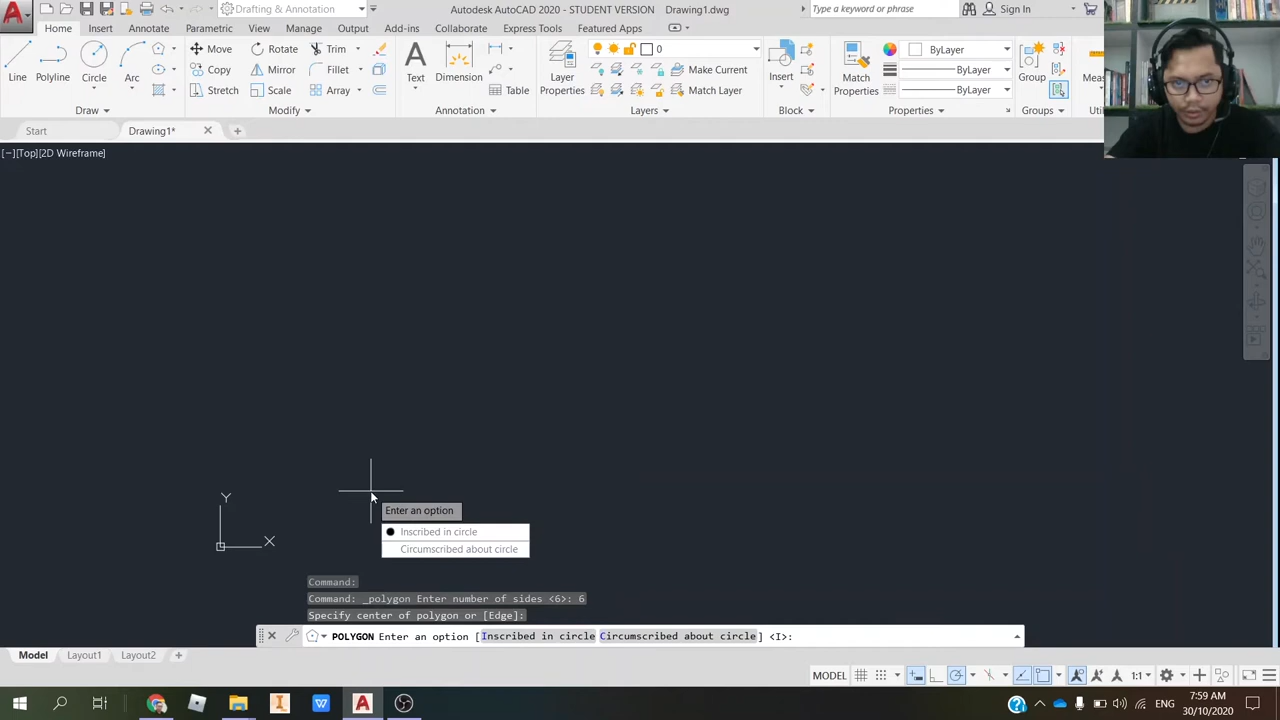 Drafting & Annotation
Autodesk AutoCAD 2020 - STUDENT VERSION Drawing1.dwg
Type a keyword or phrase
Sign In
Home Insert Annotate Parametric View Manage Output Add-ins Collaborate Express Tools Featured Apps
Line Polyline Circle Arc
Move Rotate Trim
Copy Mirror Fillet
Stretch Scale Array
Text Dimension
Table
Layer Properties
0
Make Current
Match Layer
Insert
Match Properties
ByLayer
ByLayer
ByLayer
Group
Draw Modify Annotation Layers Block Properties Groups
Start Drawing1*
[−][Top][2D Wireframe]
Y
X
Enter an option
Inscribed in circle
Circumscribed about circle
Command:
Command: _polygon Enter number of sides <6>: 6
Specify center of polygon or [Edge]:
POLYGON Enter an option [Inscribed in circle Circumscribed about circle] <I>:
Model Layout1 Layout2
MODEL
1:1
ENG
7:59 AM
30/10/2020